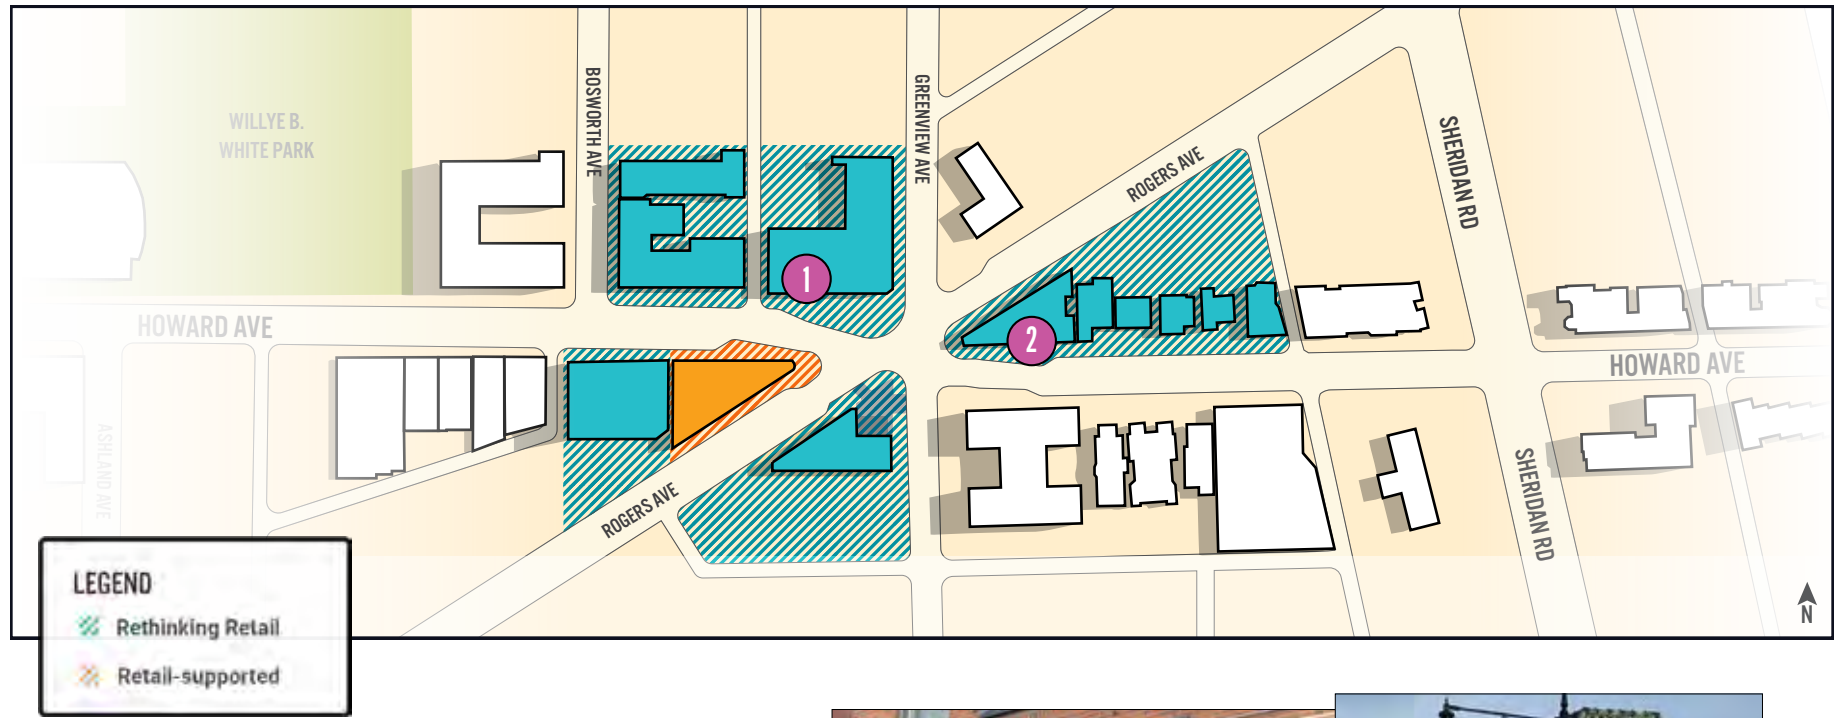 WILLYE B.
WHITE PARK
BOSWORTH AVE
GREENVIEW AVE
ROGERS AVE
SHERIDAN RD
1
2
HOWARD AVE
HOWARD AVE
ASHLAND AVE
ROGERS AVE
SHERIDAN RD
N
LEGEND
Rethinking Retail
Retail-supported